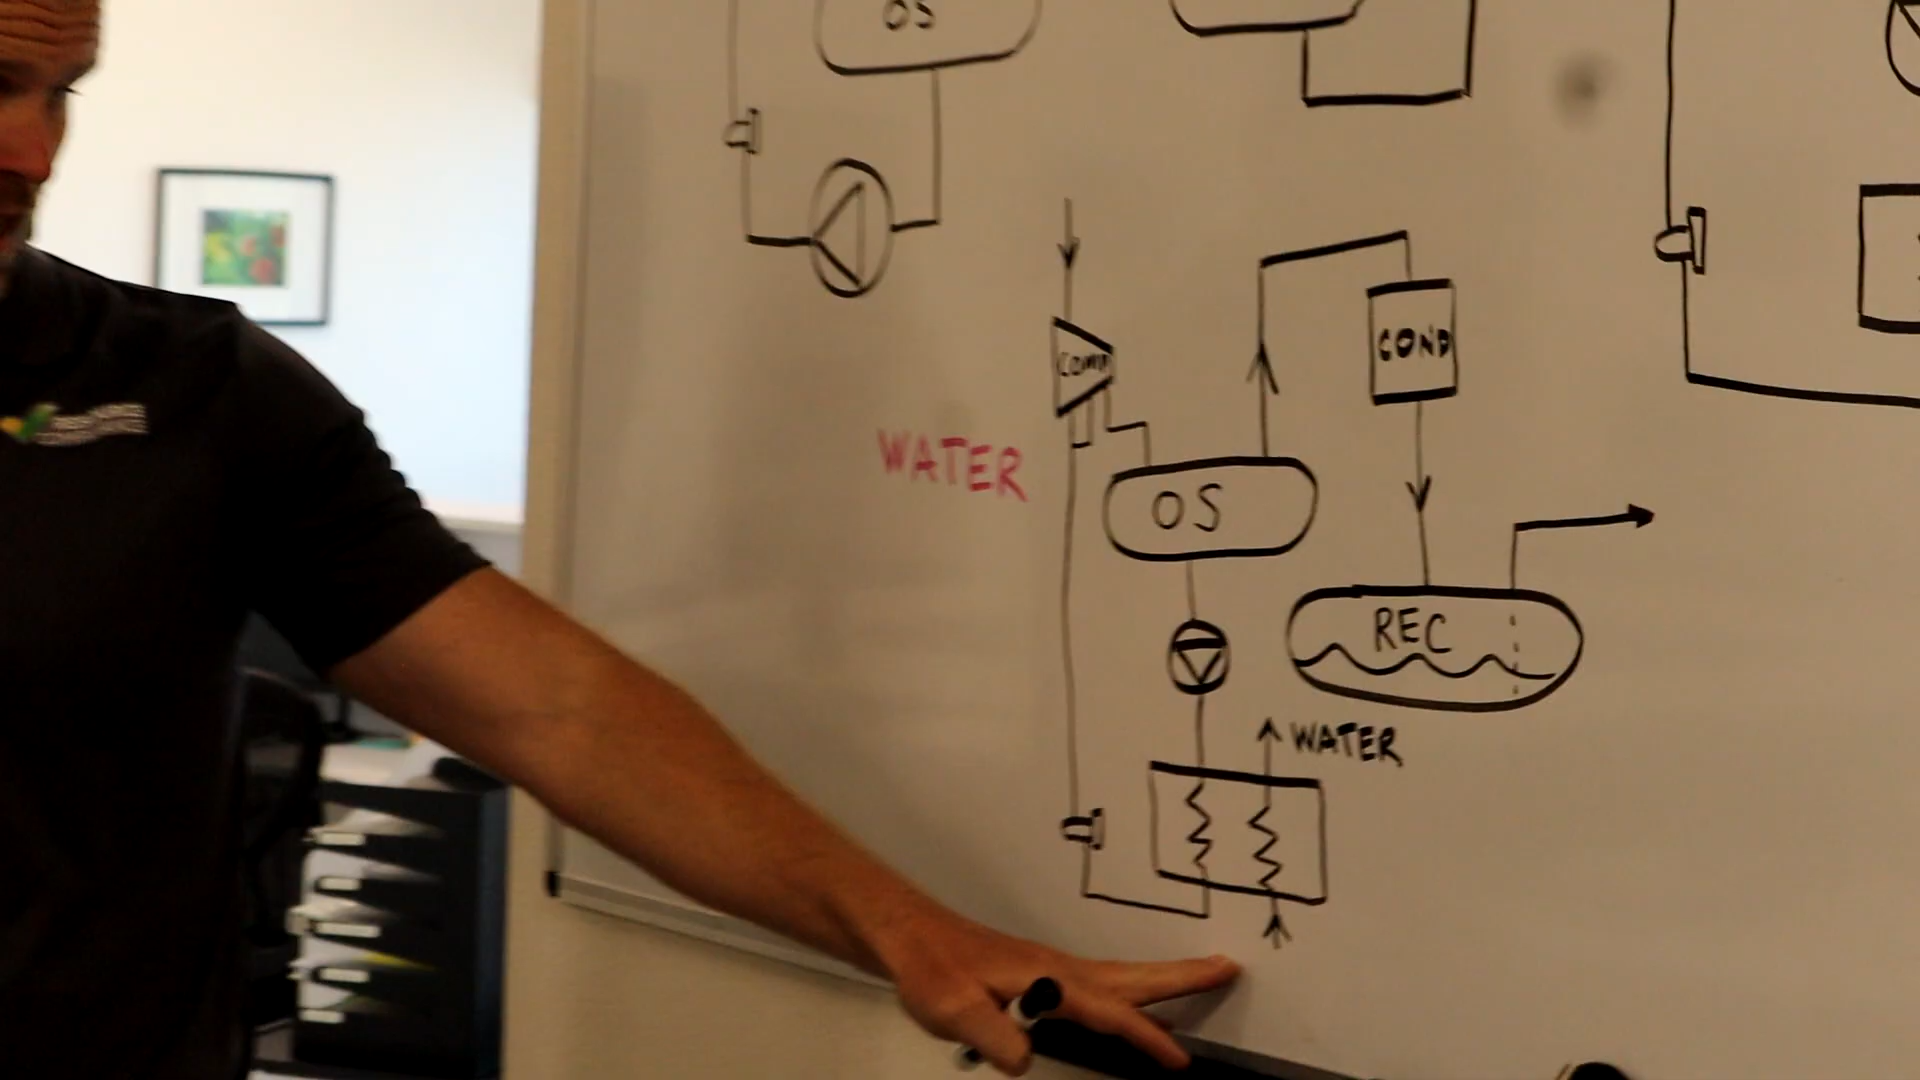 OS
COMP
COND
WATER
OS
REC
WATER